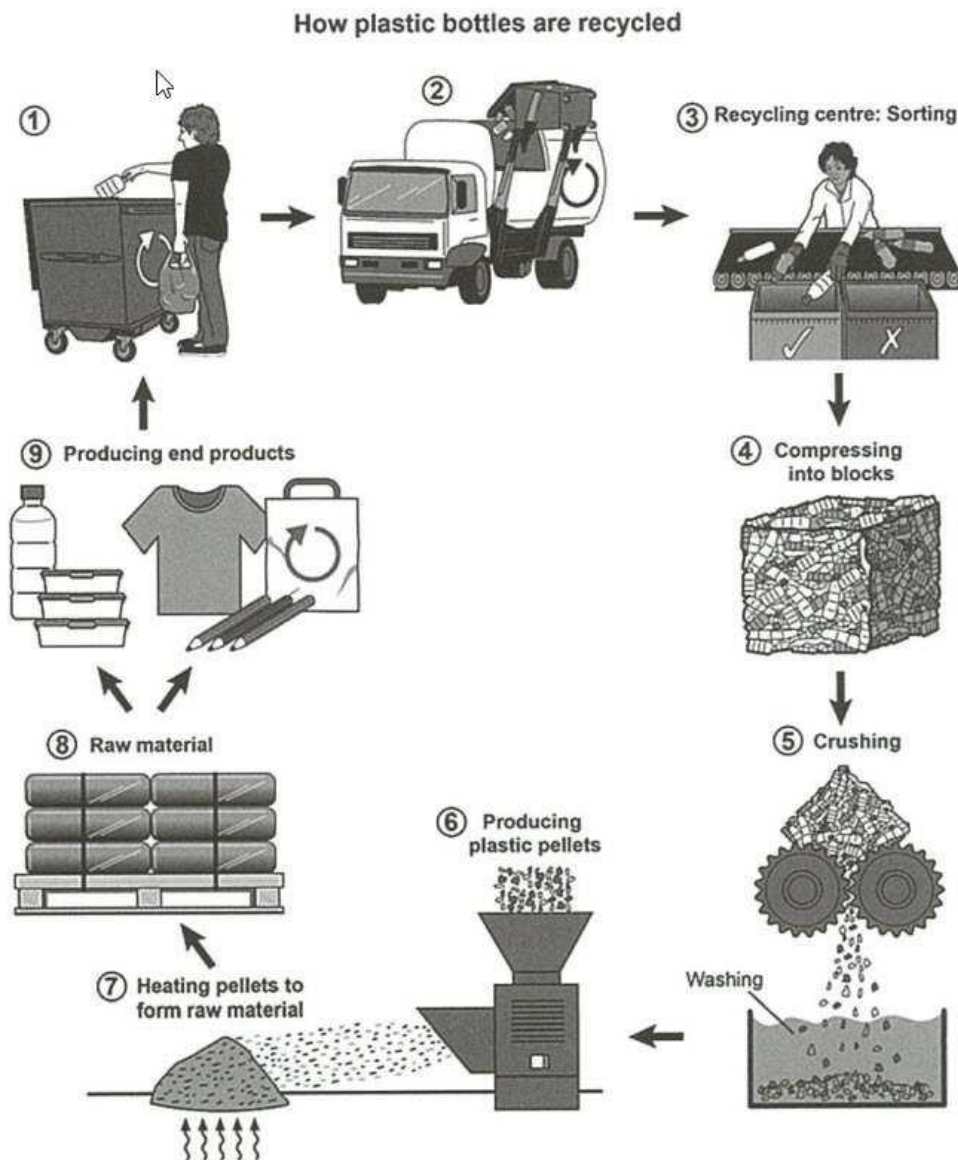 How plastic bottles are recycled
1
2
3 Recycling centre: Sorting
4 Compressing
into blocks
5 Crushing
Washing
6 Producing
plastic pellets
7 Heating pellets to
form raw material
8 Raw material
9 Producing end products